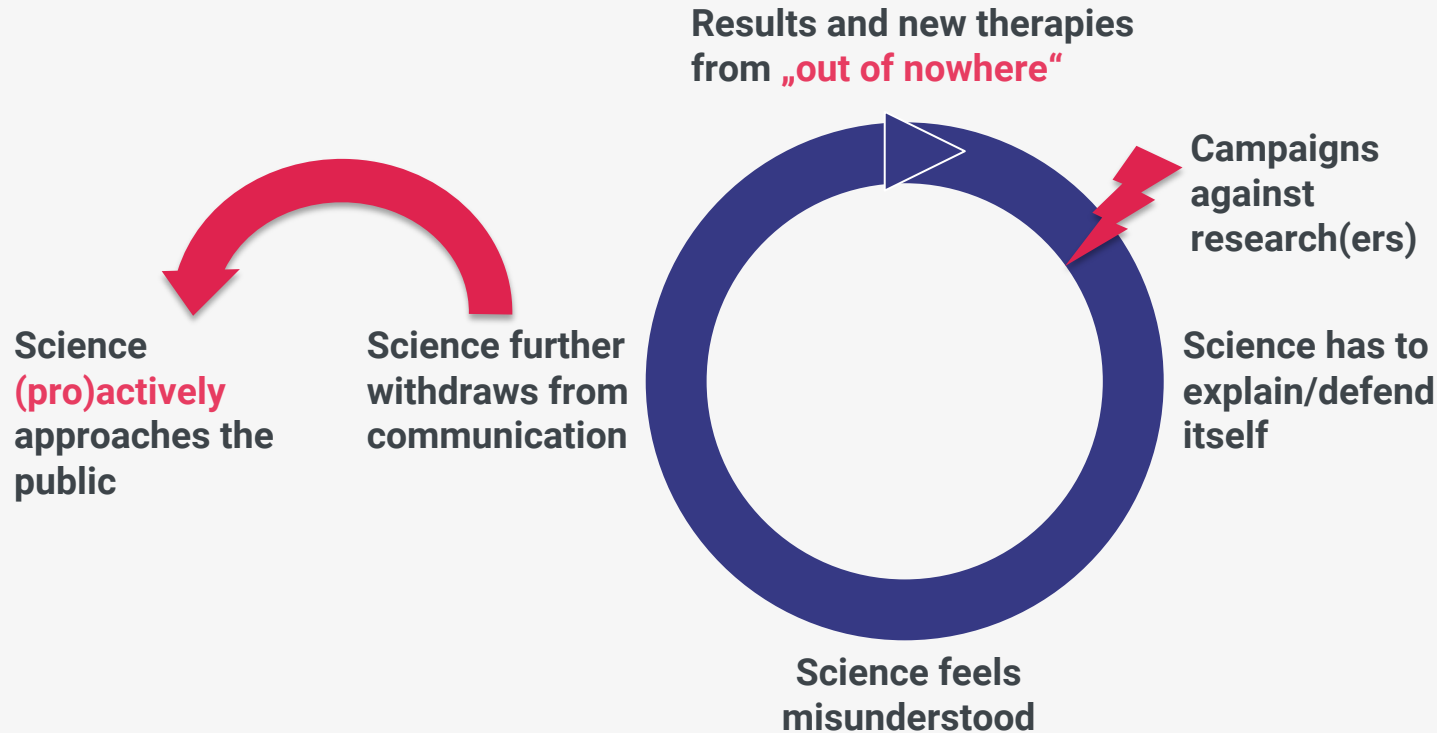 Results and new therapies
from „out of nowhere“
Campaigns
against
research(ers)
Science has to
explain/defend
itself
Science feels
misunderstood
Science further
withdraws from
communication
Science
(pro)actively
approaches the
public